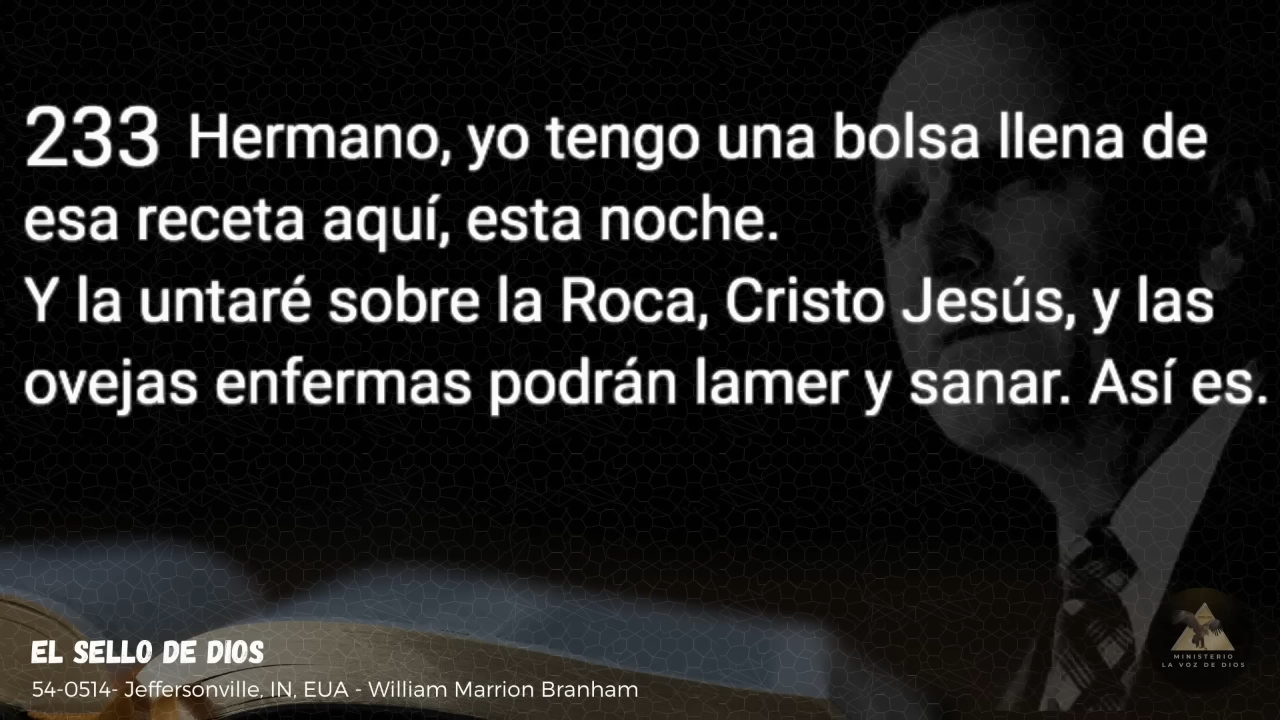 233 Hermano, yo tengo una bolsa llena de
esa receta aquí, esta noche.
Y la untaré sobre la Roca, Cristo Jesús, y las
ovejas enfermas podrán lamer y sanar. Así es.
EL SELLO DE DIOS
54-0514- Jeffersonville, IN, EUA - William Marrion Branham
MINISTERIO
LA VOZ DE DIOS